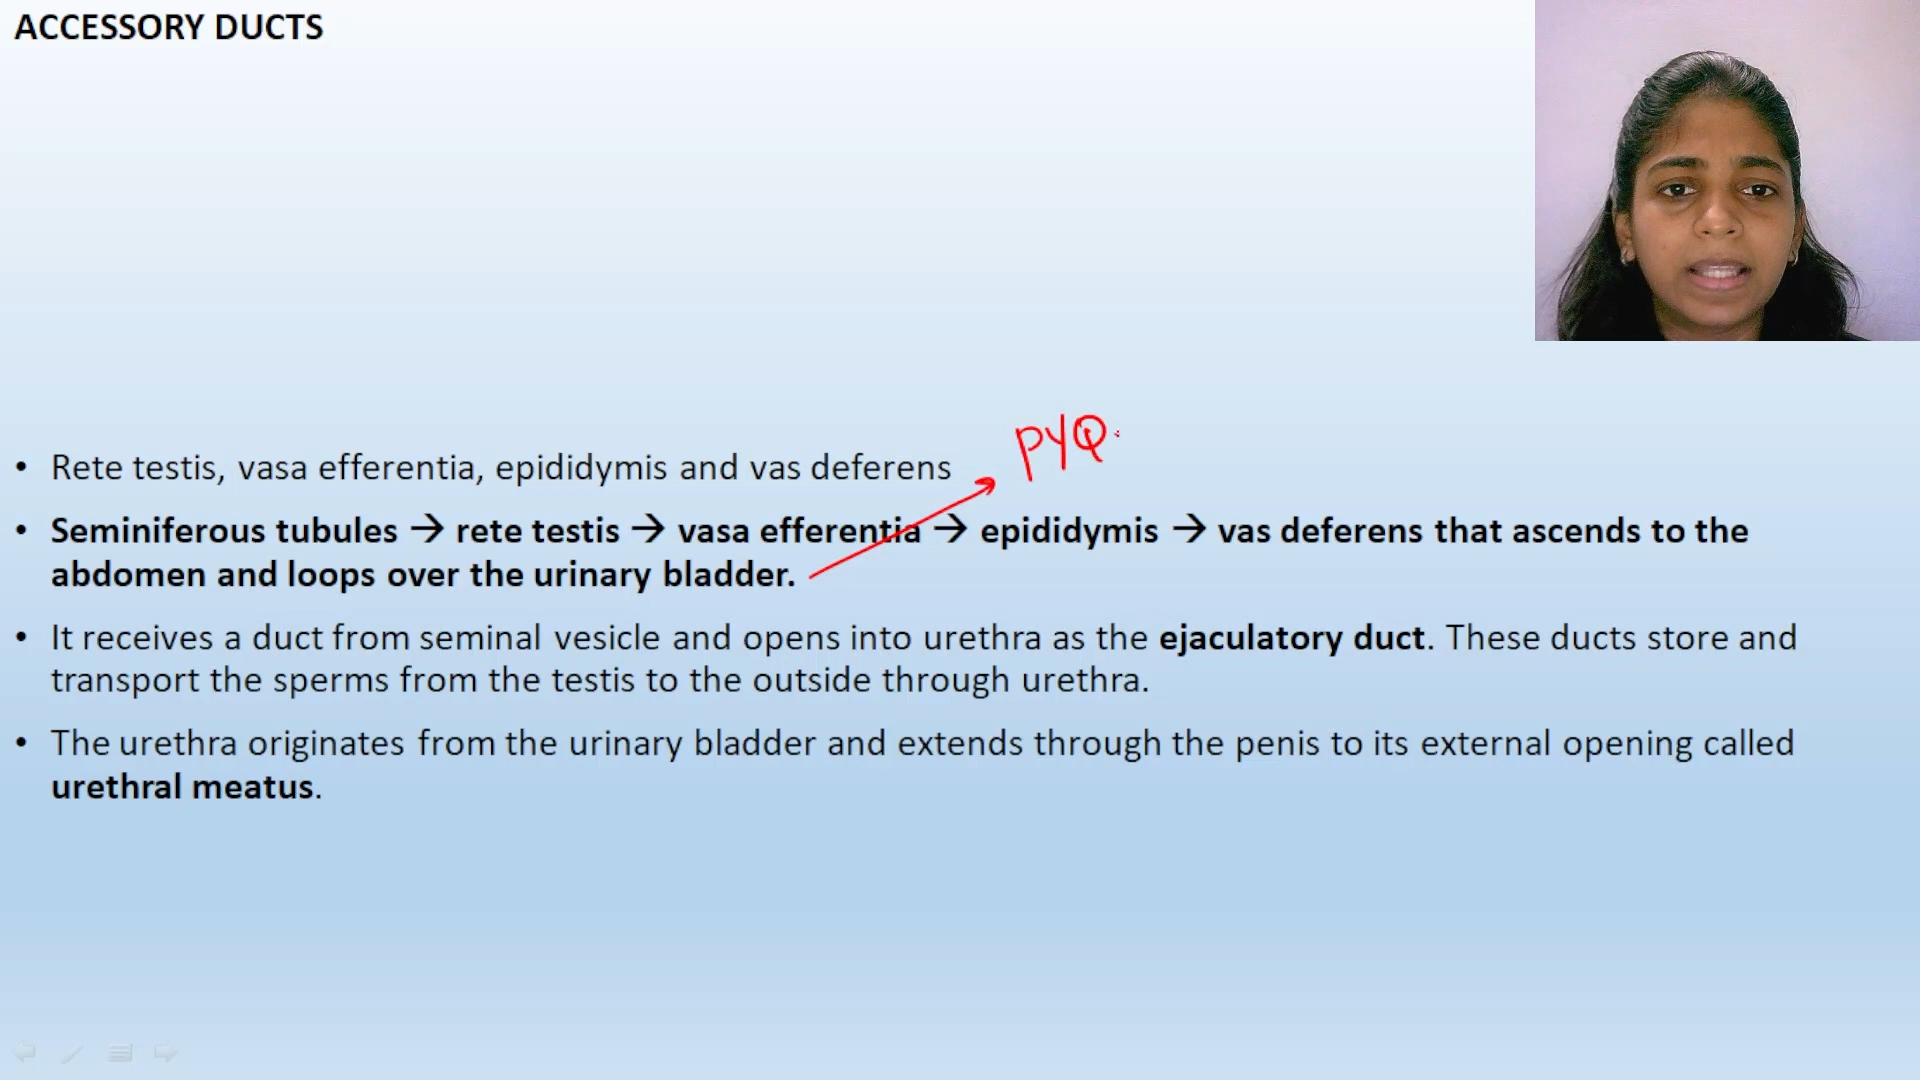 ACCESSORY DUCTS
PYQ.
• Rete testis, vasa efferentia, epididymis and vas deferens
• Seminiferous tubules → rete testis → vasa efferentia → epididymis → vas deferens that ascends to the
abdomen and loops over the urinary bladder.
• It receives a duct from seminal vesicle and opens into urethra as the ejaculatory duct. These ducts store and
transport the sperms from the testis to the outside through urethra.
• The urethra originates from the urinary bladder and extends through the penis to its external opening called
urethral meatus.